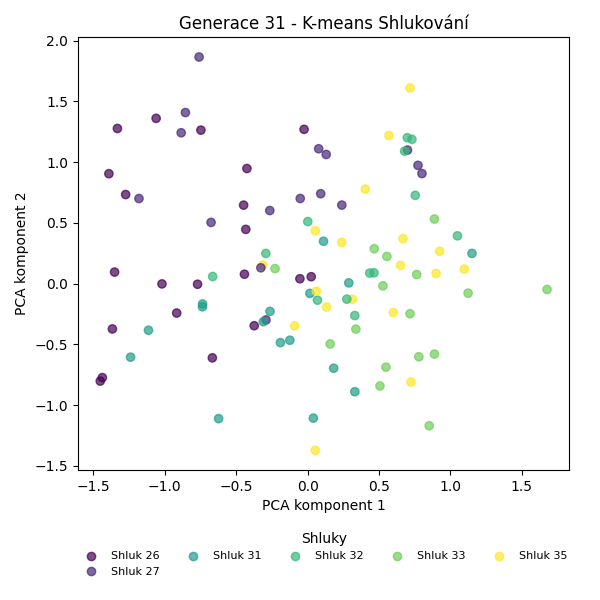 Generace 31 - K-means Shlukování
2.0
1.5
1.0
0.5
0.0
−0.5
−1.0
−1.5
PCA komponent 2
−1.5 −1.0 −0.5 0.0 0.5 1.0 1.5
PCA komponent 1
Shluky
Shluk 26 Shluk 31 Shluk 32 Shluk 33 Shluk 35
Shluk 27